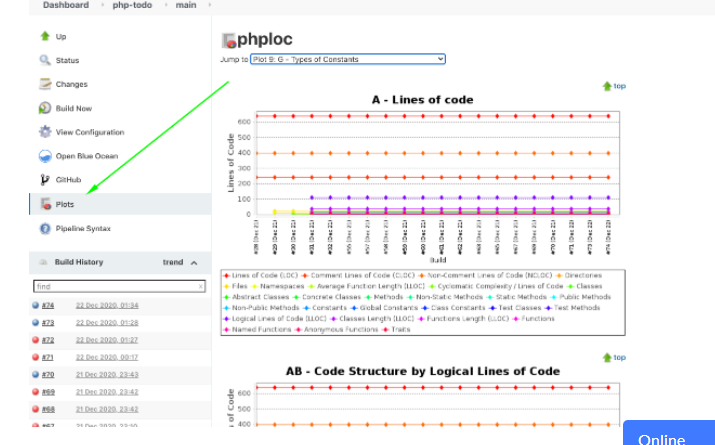 Dashboard › php-todo › main ›
Up
Status
Changes
Build Now
View Configuration
Open Blue Ocean
GitHub
Plots
Pipeline Syntax
Build History trend
find x
#74 22 Dec 2020, 01:34
#73 22 Dec 2020, 01:28
#72 22 Dec 2020, 01:27
#71 22 Dec 2020, 00:17
#70 21 Dec 2020, 23:43
#69 21 Dec 2020, 23:42
#68 21 Dec 2020, 23:42
phploc
Jump to Plot 9: G - Types of Constants
top
A - Lines of code
Lines of Code
600
500
400
300
200
100
0
Build
Lines of Code (LOC) Comment Lines of Code (CLOC) Non-Comment Lines of Code (NCLOC) Directories
Files Namespaces Average Function Length (LLOC) Cyclomatic Complexity / Lines of Code Classes
Abstract Classes Concrete Classes Methods Non-Static Methods Static Methods Public Methods
Non-Public Methods Constants Global Constants Class Constants Test Classes Test Methods
Logical Lines of Code (LLOC) Classes Length (LLOC) Functions Length (LLOC) Functions
Named Functions Anonymous Functions Traits
top
AB - Code Structure by Logical Lines of Code
of Code
600
500
400
Online